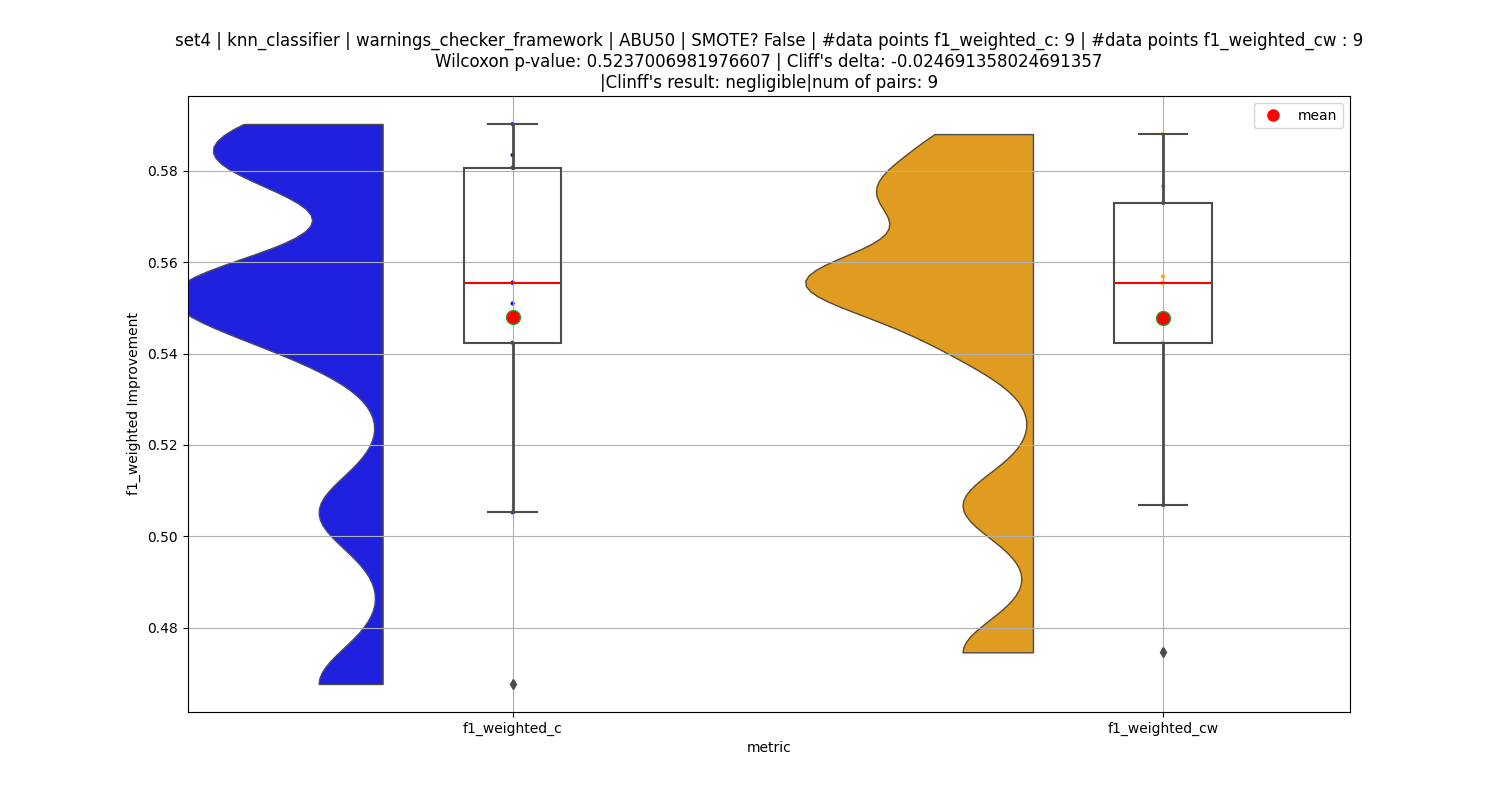 set4 | knn_classifier | warnings_checker_framework | ABU50 | SMOTE? False | #data points f1_weighted_c: 9 | #data points f1_weighted_cw : 9
Wilcoxon p-value: 0.5237006981976607 | Cliff's delta: -0.024691358024691357
|Clinff's result: negligible|num of pairs: 9
mean
0.58
0.56
0.54
0.52
0.50
0.48
f1_weighted Improvement
f1_weighted_c
f1_weighted_cw
metric